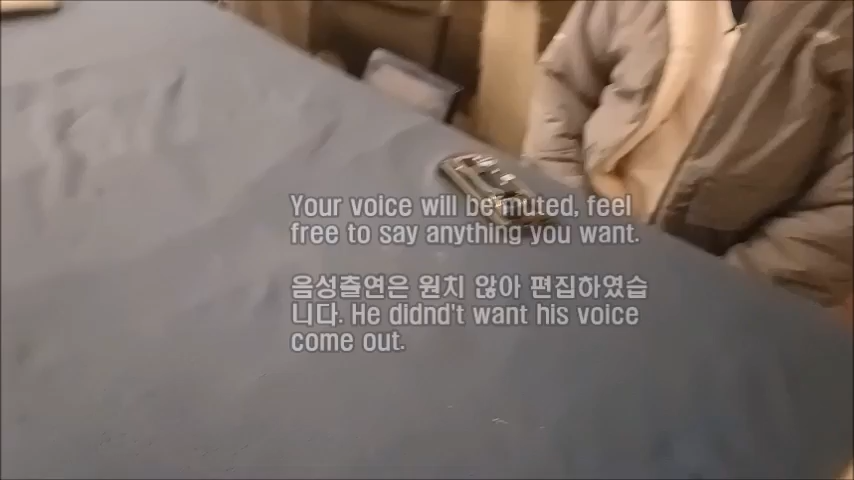 Your voice will be muted, feel
free to say anything you want.
음성출연은 원치 않아 편집하였습
니다. He didnd't want his voice
come out.